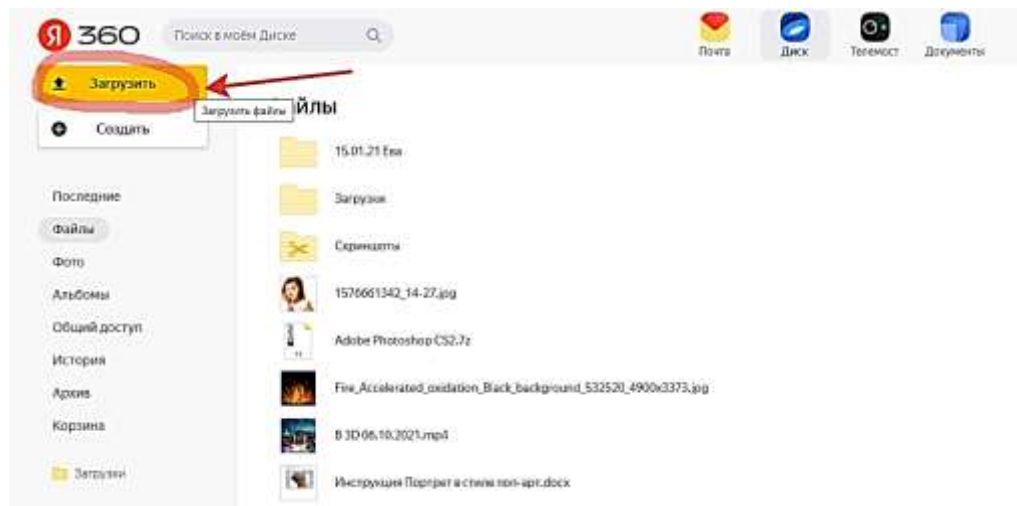 Я 360
Поиск в моём Диске
Почта
Диск
Телемост
Документы
Загрузить
Загрузить файлы
йлы
Создать
15.01.21 Ева
Последние
Загрузки
Файлы
Скриншоты
Фото
1576661342_14-27.jpg
Альбомы
Общий доступ
Adobe Photoshop CS2.7z
История
Fire_Accelerated_oxidation_Black_background_532520_4900x3373.jpg
Архив
Корзина
В 3D 06.10.2021.mp4
Загрузки
Инструкция Портрет в стиле поп-арт.docx